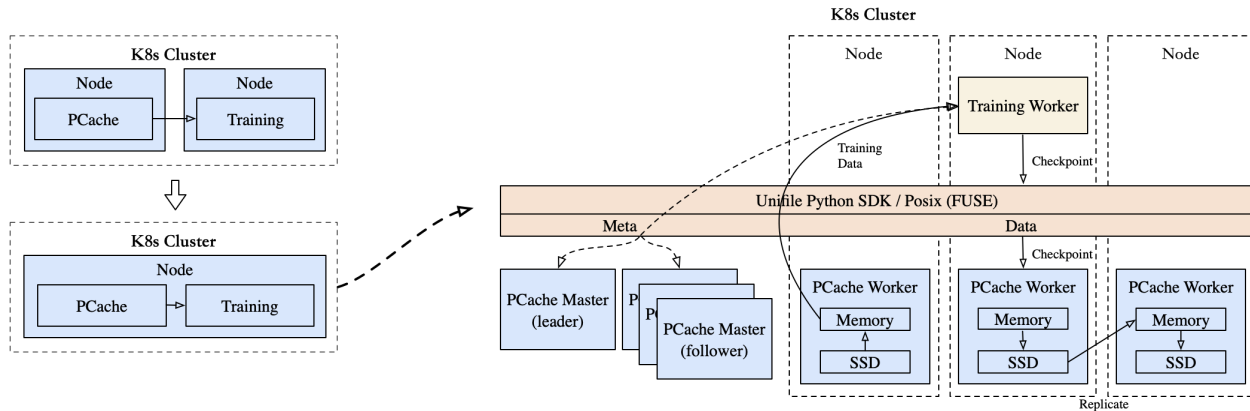 K8s Cluster
Node
Node
PCache
Training
K8s Cluster
Node
PCache
Training
K8s Cluster
Node
Node
Node
Training Worker
Training
Data
Checkpoint
Unifile Python SDK / Posix (FUSE)
Meta
Data
Checkpoint
PCache Master
(leader)
PCache Master
(follower)
PCache Worker
Memory
SSD
PCache Worker
Memory
SSD
PCache Worker
Memory
SSD
Replicate